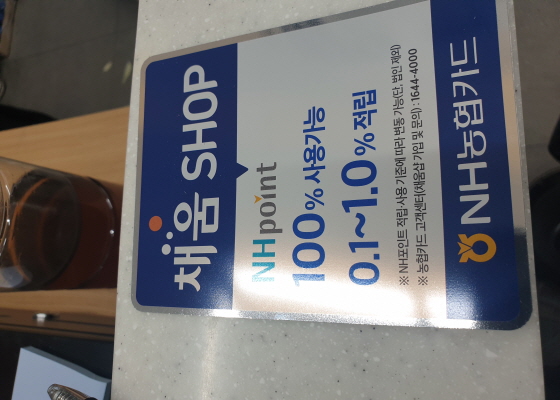 채움 SHOP
NH point
100% 사용가능
0.1~1.0% 적립
※ NH포인트 적립·사용 기준에 따라 변동 가능(단, 법인 제외)
※ 농협카드 고객센터(채움샵 가입 및 문의) : 1644-4000
NH농협카드